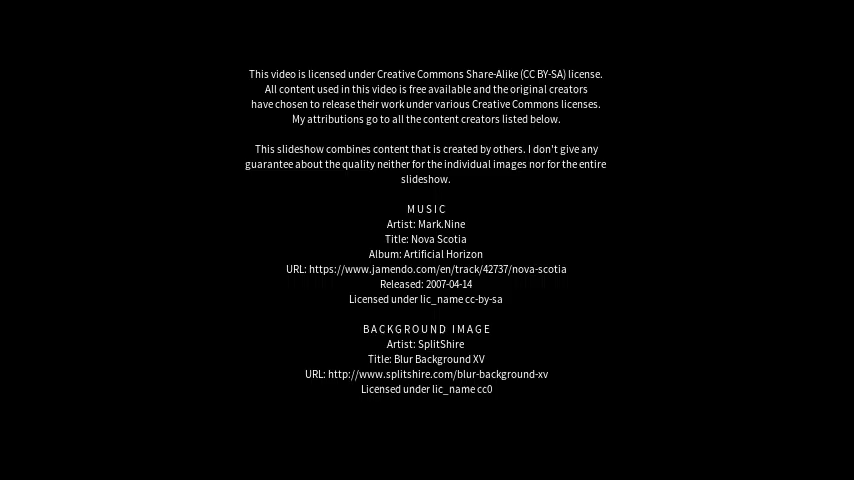 This video is licensed under Creative Commons Share-Alike (CC BY-SA) license.
All content used in this video is free available and the original creators
have chosen to release their work under various Creative Commons licenses.
My attributions go to all the content creators listed below.
This slideshow combines content that is created by others. I don't give any
guarantee about the quality neither for the individual images nor for the entire
slideshow.
MUSIC
Artist: Mark.Nine
Title: Nova Scotia
Album: Artificial Horizon
URL: https://www.jamendo.com/en/track/42737/nova-scotia
Released: 2007-04-14
Licensed under lic_name cc-by-sa
BACKGROUND IMAGE
Artist: SplitShire
Title: Blur Background XV
URL: http://www.splitshire.com/blur-background-xv
Licensed under lic_name cc0